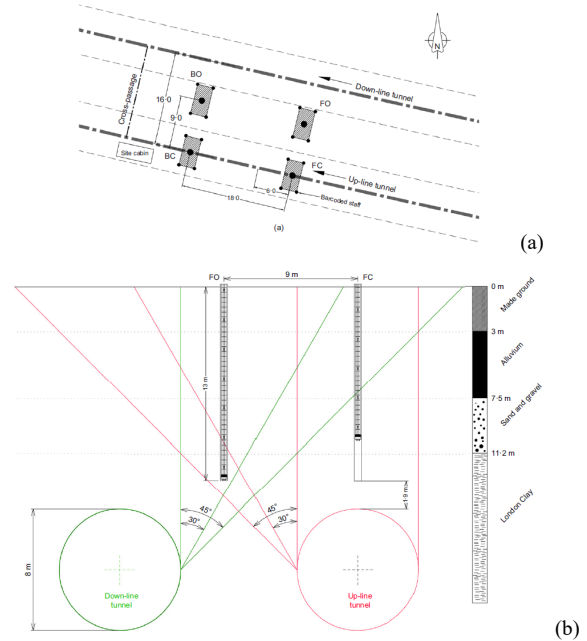 N
Down-line tunnel
Cross-passage
BO
16·0
9·0
FO
Site cabin
BC
FC
Up-line tunnel
18·0
6·0
Barcoded staff
(a)
(a)
9 m
FO
FC
0 m
Made ground
3 m
Alluvium
13 m
7·5 m
Sand and gravel
11·2 m
1·9 m
London Clay
45°
30°
45°
30°
8 m
Down-line
tunnel
Up-line
tunnel
(b)